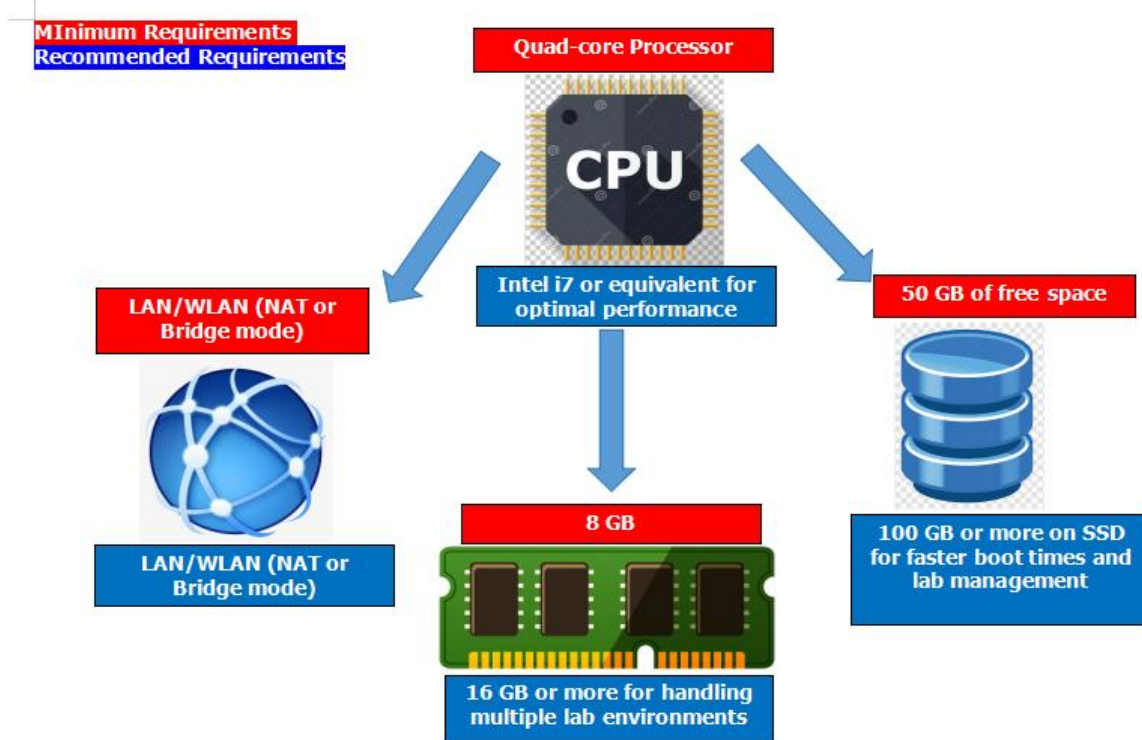 MInimum Requirements
Recommended Requirements
Quad-core Processor
CPU
Intel i7 or equivalent for
optimal performance
LAN/WLAN (NAT or
Bridge mode)
LAN/WLAN (NAT or
Bridge mode)
8 GB
16 GB or more for handling
multiple lab environments
50 GB of free space
100 GB or more on SSD
for faster boot times and
lab management